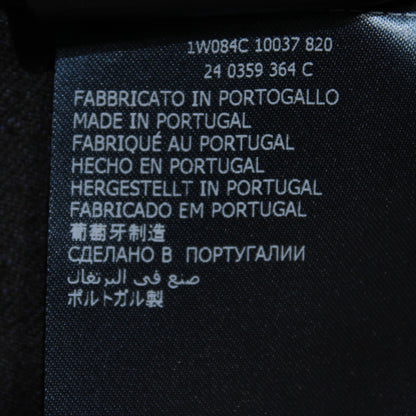 1W084C 10037 820
24 0359 364 C
FABBRICATO IN PORTOGALLO
MADE IN PORTUGAL
FABRIQUÉ AU PORTUGAL
HECHO EN PORTUGAL
HERGESTELLT IN PORTUGAL
FABRICADO EM PORTUGAL
葡萄牙制造
СДЕЛАНО В ПОРТУГАЛИИ
صنع في البرتغال
ポルトガル製